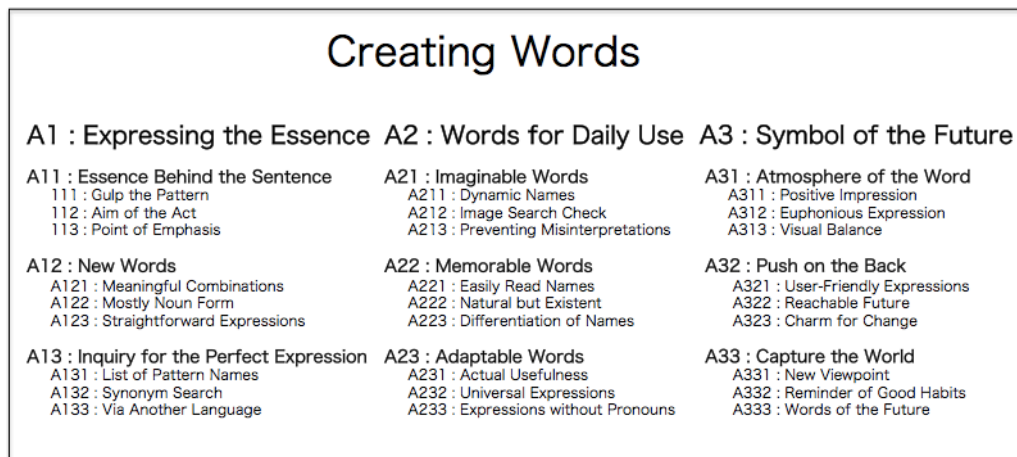 Creating Words
A1 : Expressing the Essence
A11 : Essence Behind the Sentence
111 : Gulp the Pattern
112 : Aim of the Act
113 : Point of Emphasis
A12 : New Words
A121 : Meaningful Combinations
A122 : Mostly Noun Form
A123 : Straightforward Expressions
A13 : Inquiry for the Perfect Expression
A131 : List of Pattern Names
A132 : Synonym Search
A133 : Via Another Language
A2 : Words for Daily Use
A21 : Imaginable Words
A211 : Dynamic Names
A212 : Image Search Check
A213 : Preventing Misinterpretations
A22 : Memorable Words
A221 : Easily Read Names
A222 : Natural but Existent
A223 : Differentiation of Names
A23 : Adaptable Words
A231 : Actual Usefulness
A232 : Universal Expressions
A233 : Expressions without Pronouns
A3 : Symbol of the Future
A31 : Atmosphere of the Word
A311 : Positive Impression
A312 : Euphonious Expression
A313 : Visual Balance
A32 : Push on the Back
A321 : User-Friendly Expressions
A322 : Reachable Future
A323 : Charm for Change
A33 : Capture the World
A331 : New Viewpoint
A332 : Reminder of Good Habits
A333 : Words of the Future